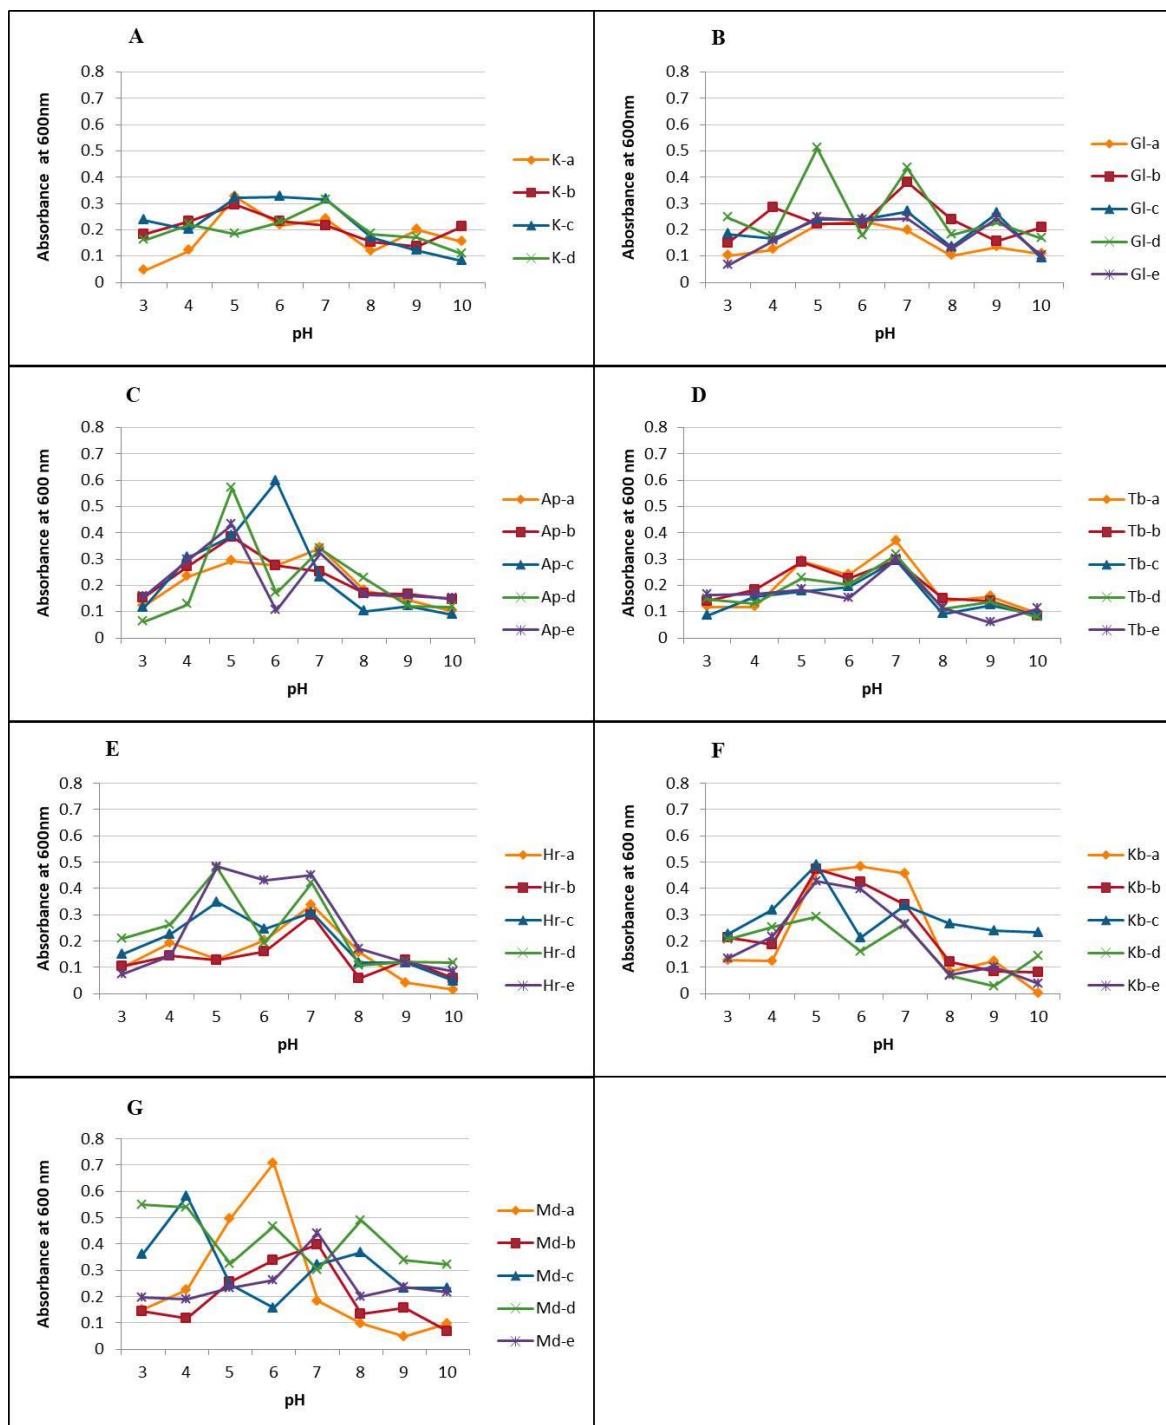 A
Absorbance at 600nm
0.8
0.7
0.6
0.5
0.4
0.3
0.2
0.1
0
3 4 5 6 7 8 9 10
pH
K-a
K-b
K-c
K-d
B
Absorbance at 600nm
0.8
0.7
0.6
0.5
0.4
0.3
0.2
0.1
0
3 4 5 6 7 8 9 10
pH
Gl-a
Gl-b
Gl-c
Gl-d
Gl-e
C
Absorbance at 600 nm
0.8
0.7
0.6
0.5
0.4
0.3
0.2
0.1
0
3 4 5 6 7 8 9 10
pH
Ap-a
Ap-b
Ap-c
Ap-d
Ap-e
D
Absorbance at 600 nm
0.8
0.7
0.6
0.5
0.4
0.3
0.2
0.1
0
3 4 5 6 7 8 9 10
pH
Tb-a
Tb-b
Tb-c
Tb-d
Tb-e
E
Absorbance at 600nm
0.8
0.7
0.6
0.5
0.4
0.3
0.2
0.1
0
3 4 5 6 7 8 9 10
pH
Hr-a
Hr-b
Hr-c
Hr-d
Hr-e
F
Absorbance at 600 nm
0.8
0.7
0.6
0.5
0.4
0.3
0.2
0.1
0
3 4 5 6 7 8 9 10
pH
Kb-a
Kb-b
Kb-c
Kb-d
Kb-e
G
Absorbance at 600 nm
0.8
0.7
0.6
0.5
0.4
0.3
0.2
0.1
0
3 4 5 6 7 8 9 10
pH
Md-a
Md-b
Md-c
Md-d
Md-e